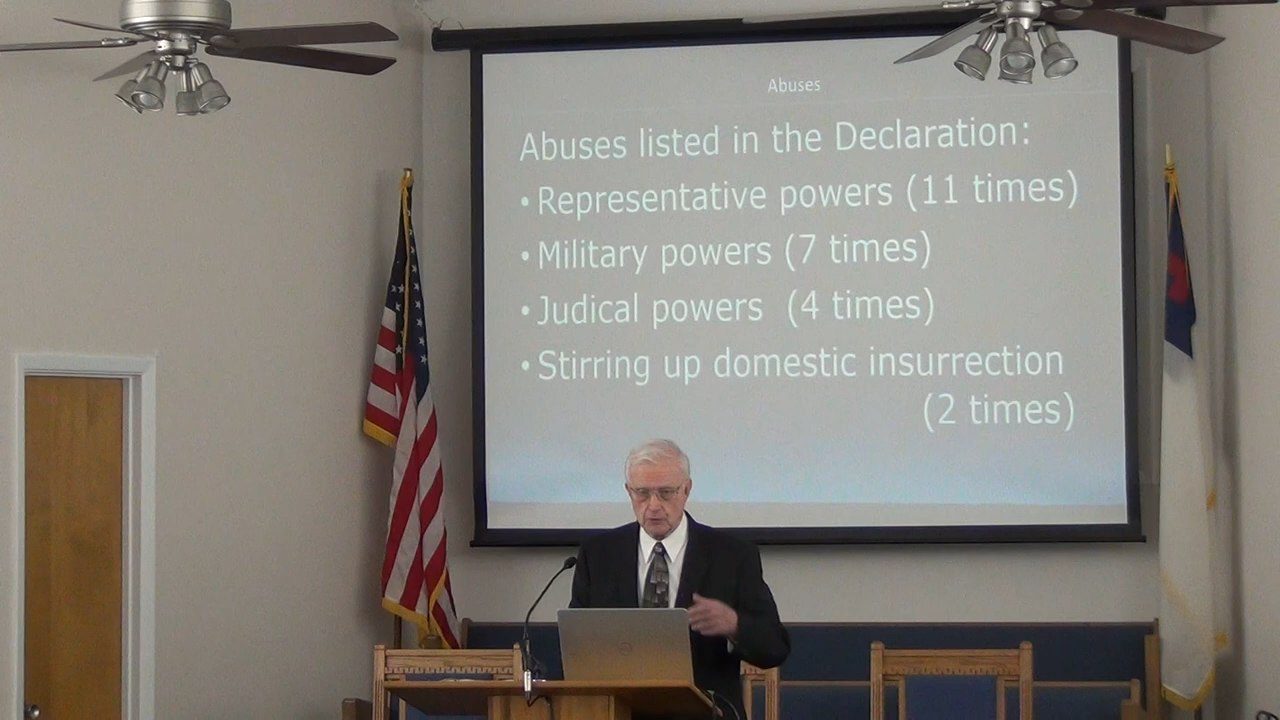 Abuses
Abuses listed in the Declaration:
• Representative powers (11 times)
• Military powers (7 times)
• Judical powers (4 times)
• Stirring up domestic insurrection
(2 times)